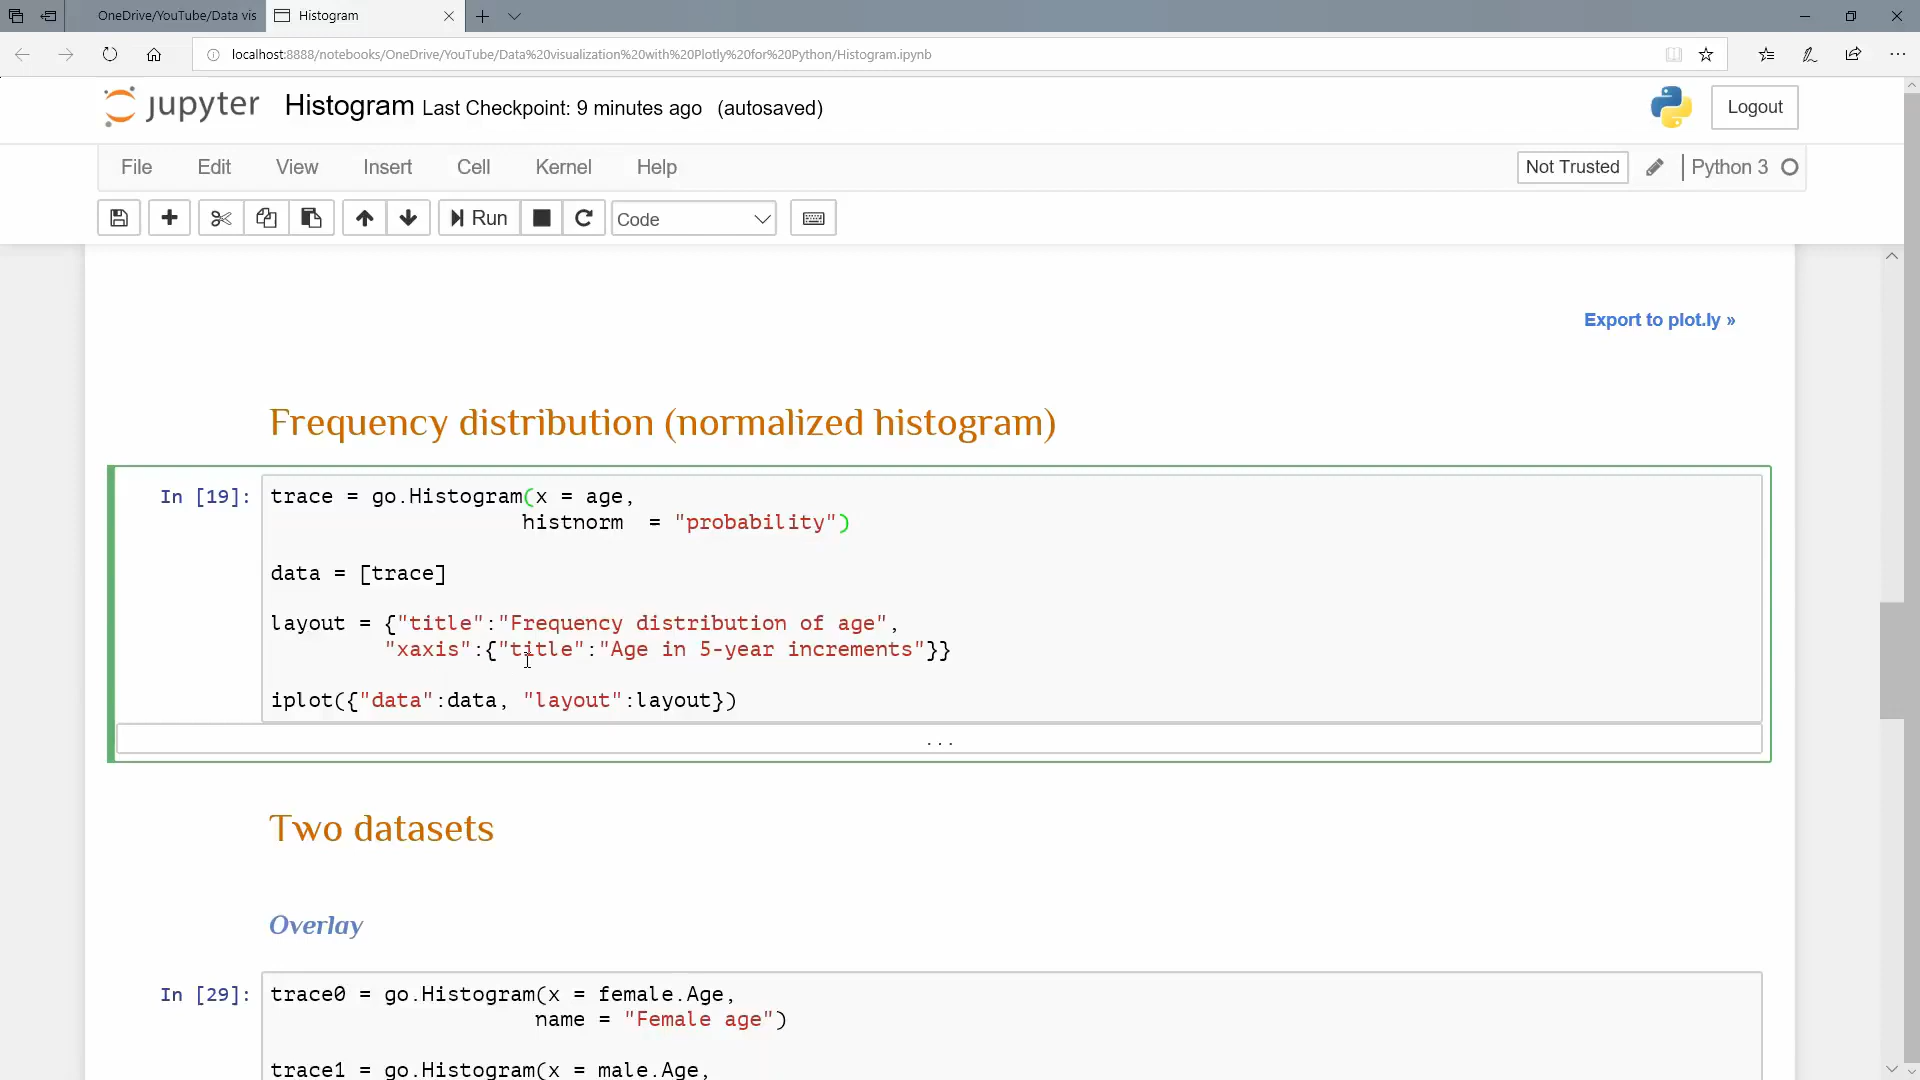 OneDrive/YouTube/Data vis
Histogram
localhost:8888/notebooks/OneDrive/YouTube/Data%20visualization%20with%20Plotly%20for%20Python/Histogram.ipynb
jupyter Histogram Last Checkpoint: 9 minutes ago (autosaved)
Logout
File Edit View Insert Cell Kernel Help
Not Trusted
Python 3
Run
Code
Export to plot.ly »
Frequency distribution (normalized histogram)
In [19]: trace = go.Histogram(x = age,
histnorm  = "probability")
data = [trace]
layout = {"title":"Frequency distribution of age",
"xaxis":{"title":"Age in 5-year increments"}}
iplot({"data":data, "layout":layout})
...
Two datasets
Overlay
In [29]: trace0 = go.Histogram(x = female.Age,
name = "Female age")
trace1 = go.Histogram(x = male.Age,